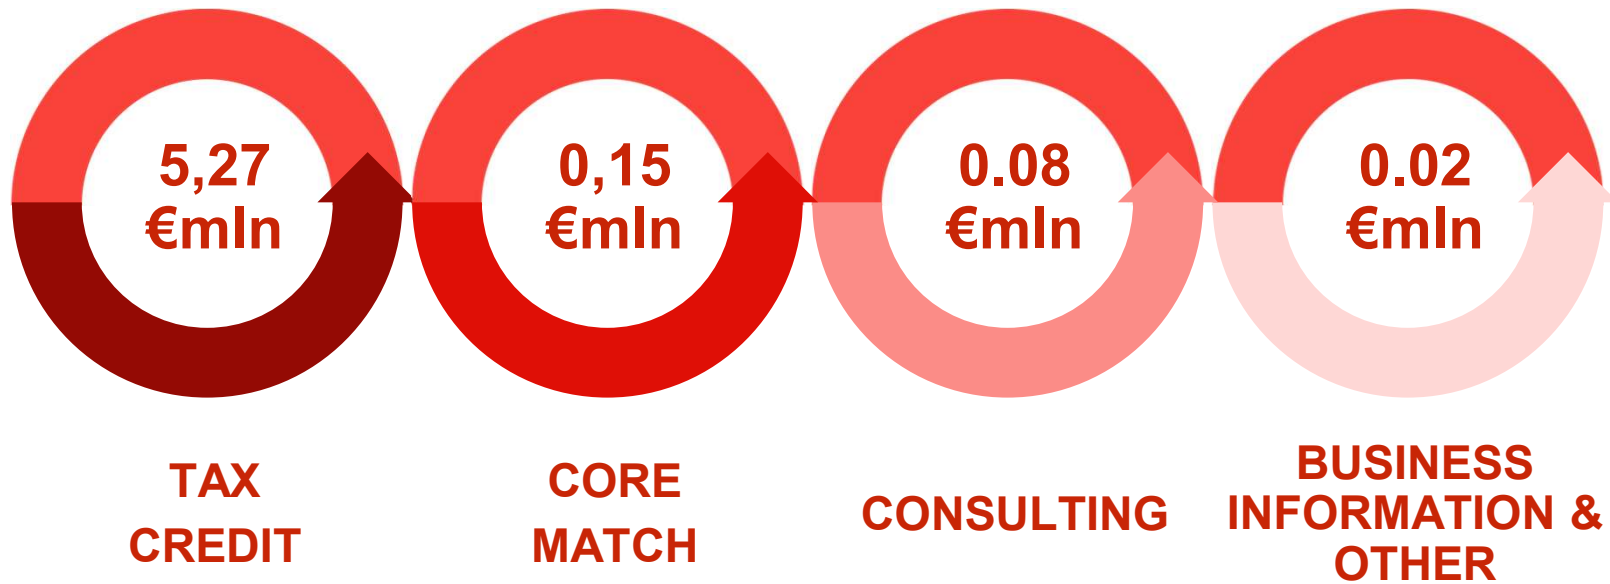 5,27
€mln
0,15
€mln
0.08
€mln
0.02
€mln
TAX
CREDIT
CORE
MATCH
CONSULTING
BUSINESS
INFORMATION &
OTHER